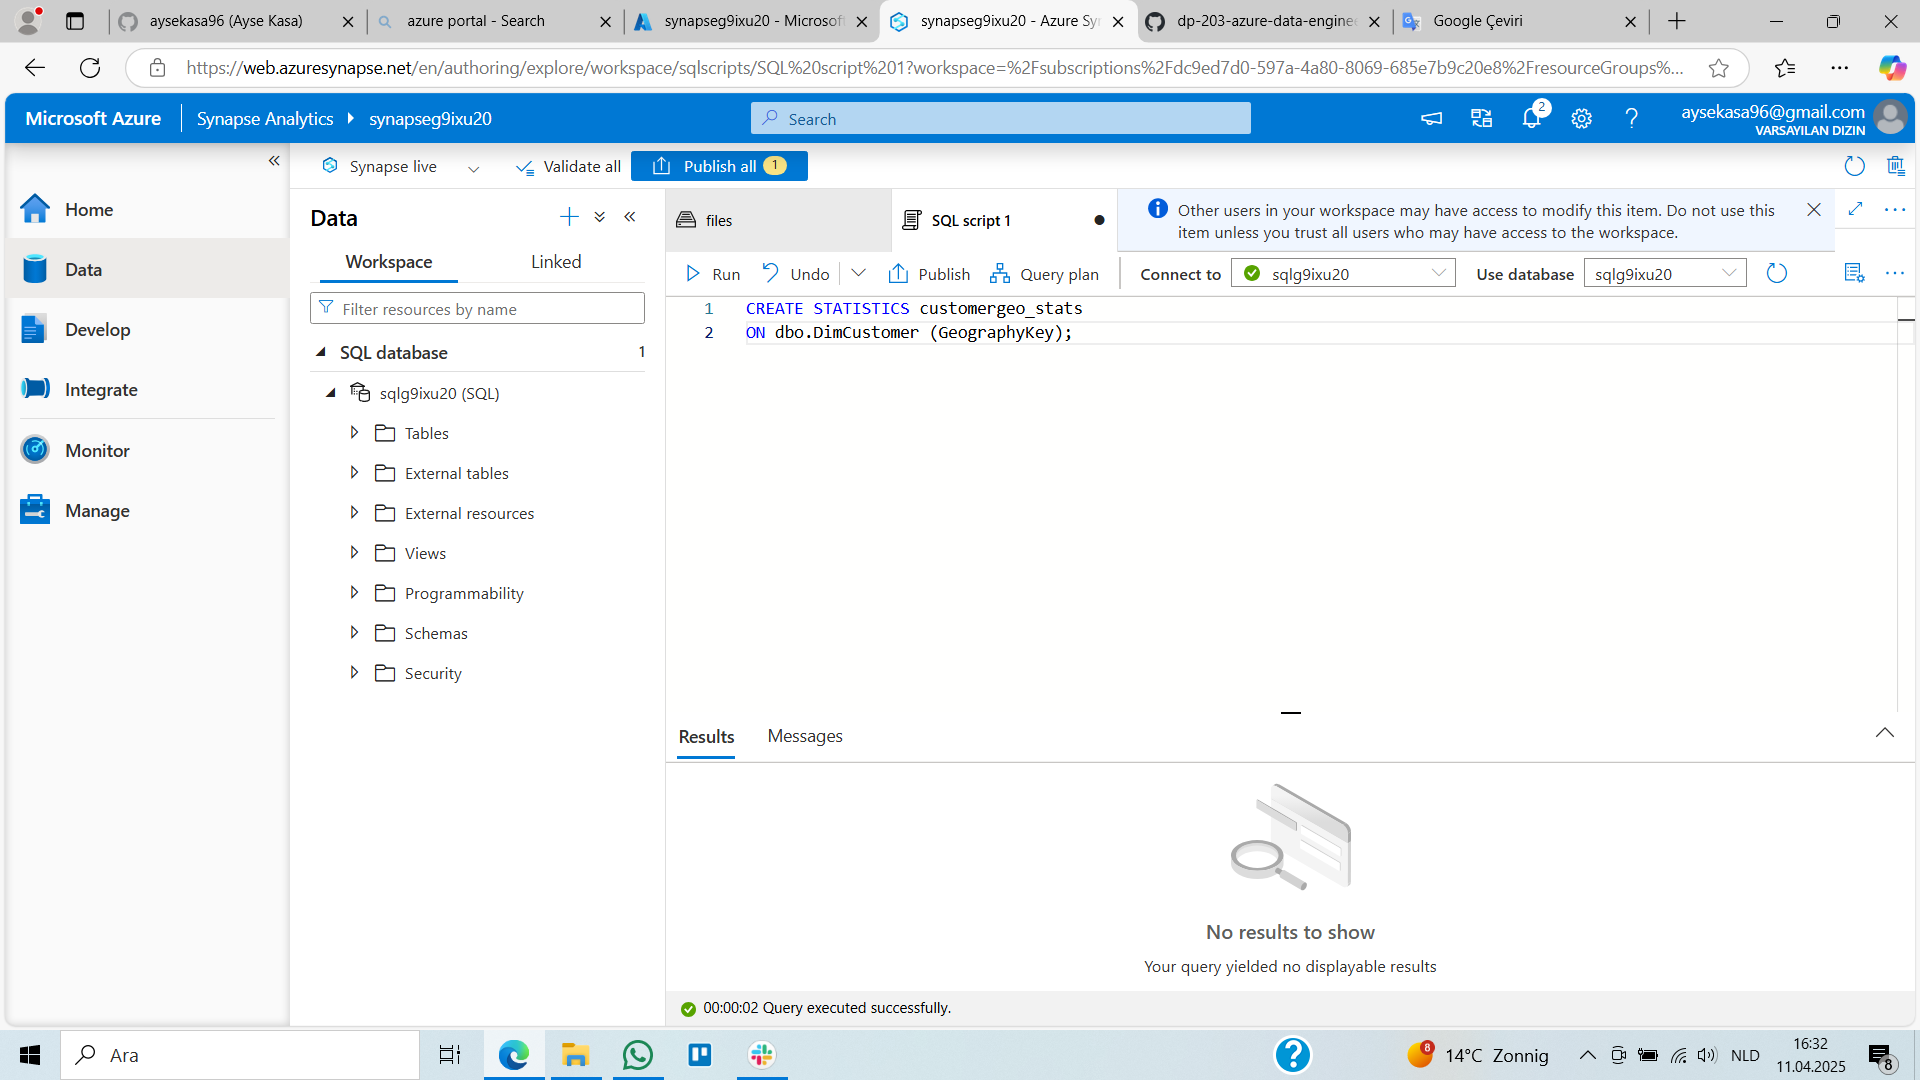 aysekasa96 (Ayse Kasa)
azure portal - Search
synapseg9ixu20 - Microsoft
synapseg9ixu20 - Azure Syn
dp-203-azure-data-enginee
Google Çeviri
https://web.azuresynapse.net/en/authoring/explore/workspace/sqlscripts/SQL%20script%201?workspace=%2Fsubscriptions%2Fdc9ed7d0-597a-4a80-8069-685e7b9c20e8%2FresourceGroups%...
Microsoft Azure
Synapse Analytics
synapseg9ixu20
Search
2
aysekasa96@gmail.com
VARSAYILAN DIZIN
Synapse live
Validate all
Publish all 1
Home
Data
Develop
Integrate
Monitor
Manage
Data
Workspace
Linked
Filter resources by name
SQL database 1
sqlg9ixu20 (SQL)
Tables
External tables
External resources
Views
Programmability
Schemas
Security
files
SQL script 1
Other users in your workspace may have access to modify this item. Do not use this
item unless you trust all users who may have access to the workspace.
Run
Undo
Publish
Query plan
Connect to
sqlg9ixu20
Use database
sqlg9ixu20
1 CREATE STATISTICS customergeo_stats
2 ON dbo.DimCustomer (GeographyKey);
Results
Messages
No results to show
Your query yielded no displayable results
00:00:02 Query executed successfully.
Ara
8
14°C Zonnig
NLD
16:32
11.04.2025
8